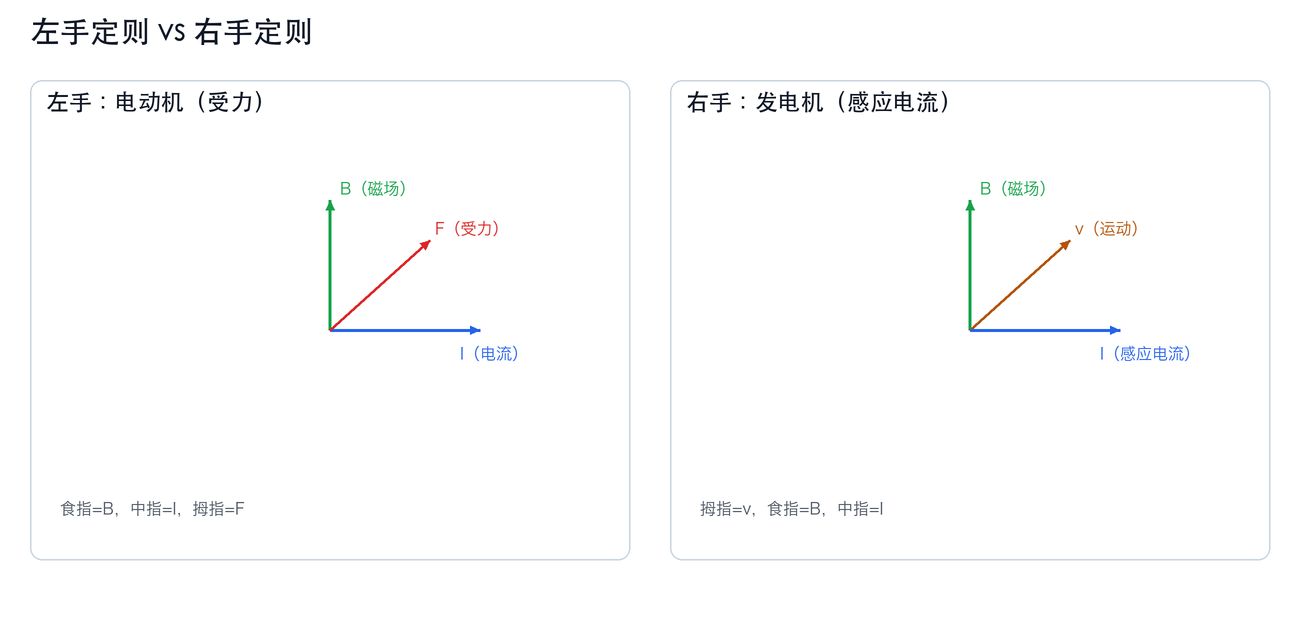 左手定则 vs 右手定则
左手：电动机（受力）
B（磁场）
F（受力）
I（电流）
食指=B，中指=I，拇指=F
右手：发电机（感应电流）
B（磁场）
v（运动）
I（感应电流）
拇指=v，食指=B，中指=I